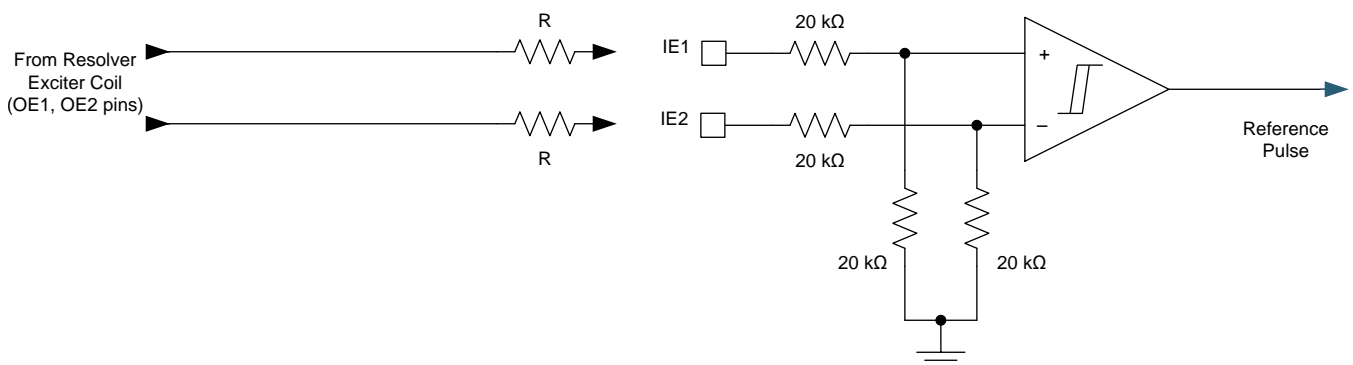 R
20 kΩ
From Resolver
Exciter Coil
(OE1, OE2 pins)
IE1
+
IE2
−
R
20 kΩ
Reference
Pulse
20 kΩ
20 kΩ